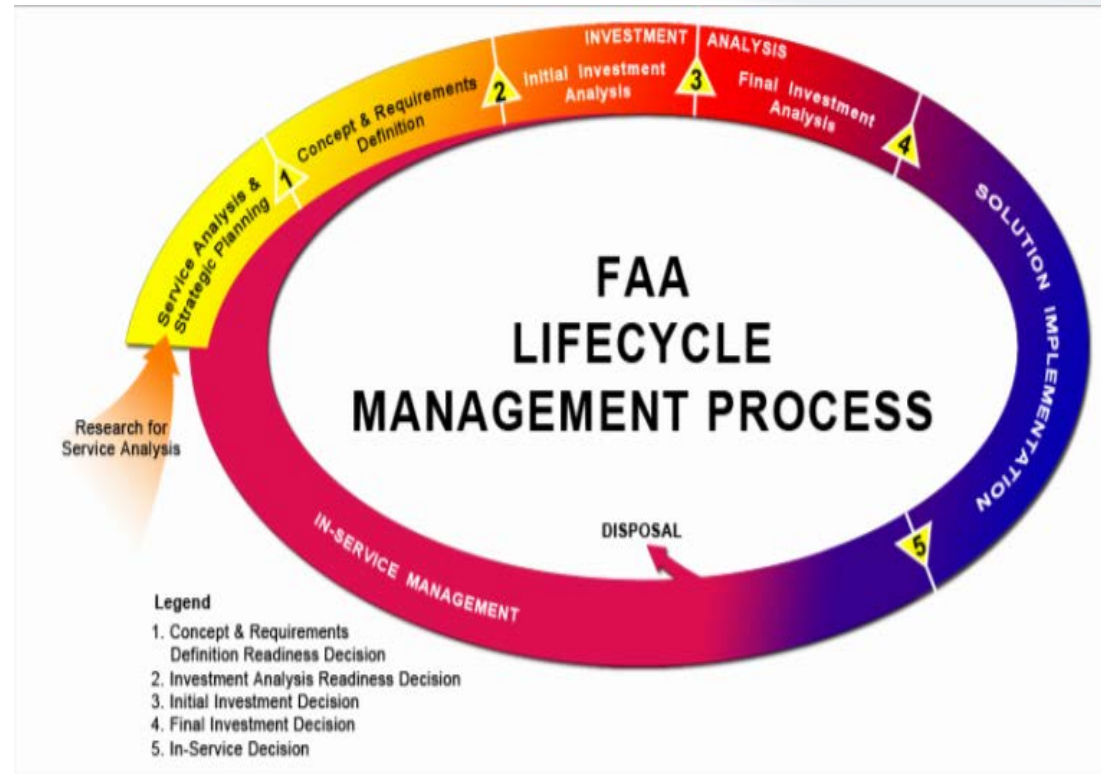 INVESTMENT ANALYSIS
Initial Investment
Analysis
Final Investment
Analysis
Concept & Requirements
Definition
Service Analysis &
Strategic Planning
1
2
3
4
SOLUTION IMPLEMENTATION
5
FAA
LIFECYCLE
MANAGEMENT PROCESS
Research for
Service Analysis
DISPOSAL
IN-SERVICE MANAGEMENT
Legend
1. Concept & Requirements
Definition Readiness Decision
2. Investment Analysis Readiness Decision
3. Initial Investment Decision
4. Final Investment Decision
5. In-Service Decision